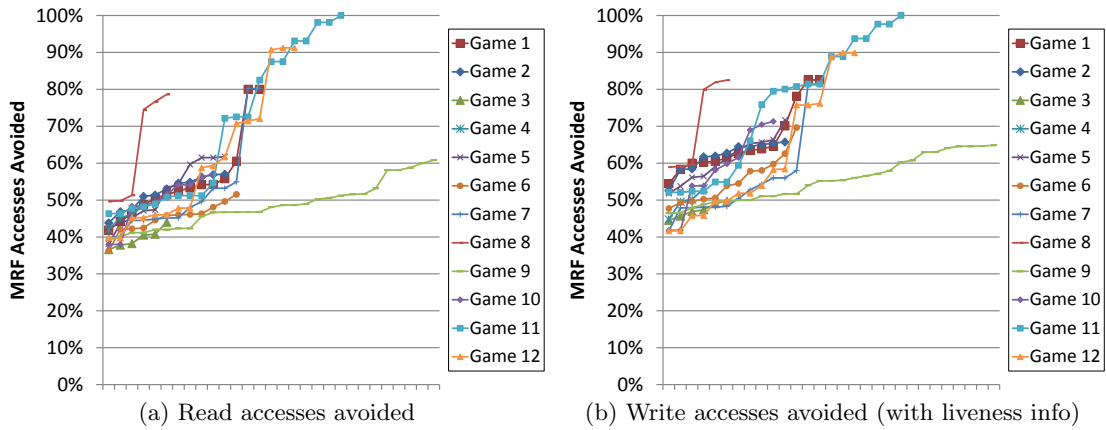 MRF Accesses Avoided
100%
90%
80%
70%
60%
50%
40%
30%
20%
10%
0%
Game 1
Game 2
Game 3
Game 4
Game 5
Game 6
Game 7
Game 8
Game 9
Game 10
Game 11
Game 12
(a) Read accesses avoided
MRF Accesses Avoided
100%
90%
80%
70%
60%
50%
40%
30%
20%
10%
0%
Game 1
Game 2
Game 3
Game 4
Game 5
Game 6
Game 7
Game 8
Game 9
Game 10
Game 11
Game 12
(b) Write accesses avoided (with liveness info)